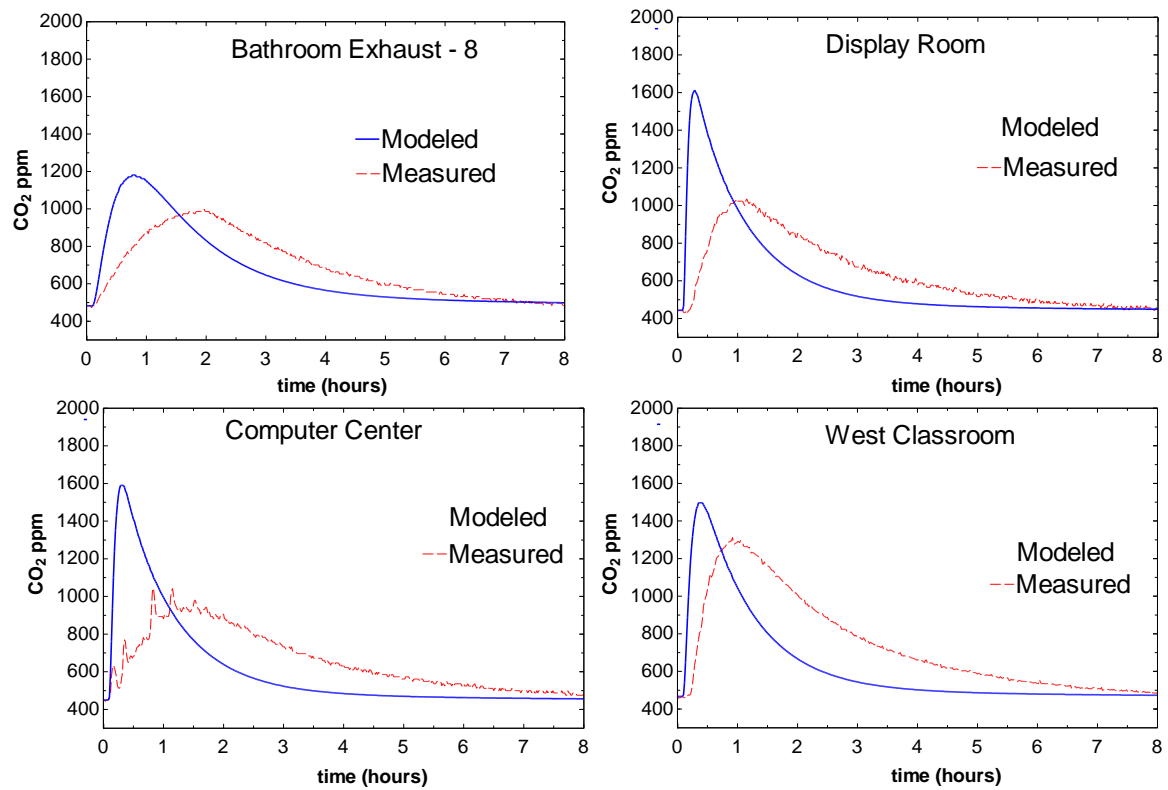 Bathroom Exhaust - 8
2000
1800
1600
1400
1200
1000
800
600
400
CO2 ppm
Modeled
Measured
0 1 2 3 4 5 6 7 8
time (hours)
Display Room
2000
1800
1600
1400
1200
1000
800
600
400
CO2 ppm
Modeled
Measured
0 1 2 3 4 5 6 7 8
time (hours)
Computer Center
2000
1800
1600
1400
1200
1000
800
600
400
CO2 ppm
Modeled
Measured
0 1 2 3 4 5 6 7 8
time (hours)
West Classroom
2000
1800
1600
1400
1200
1000
800
600
400
CO2 ppm
Modeled
Measured
0 1 2 3 4 5 6 7 8
time (hours)